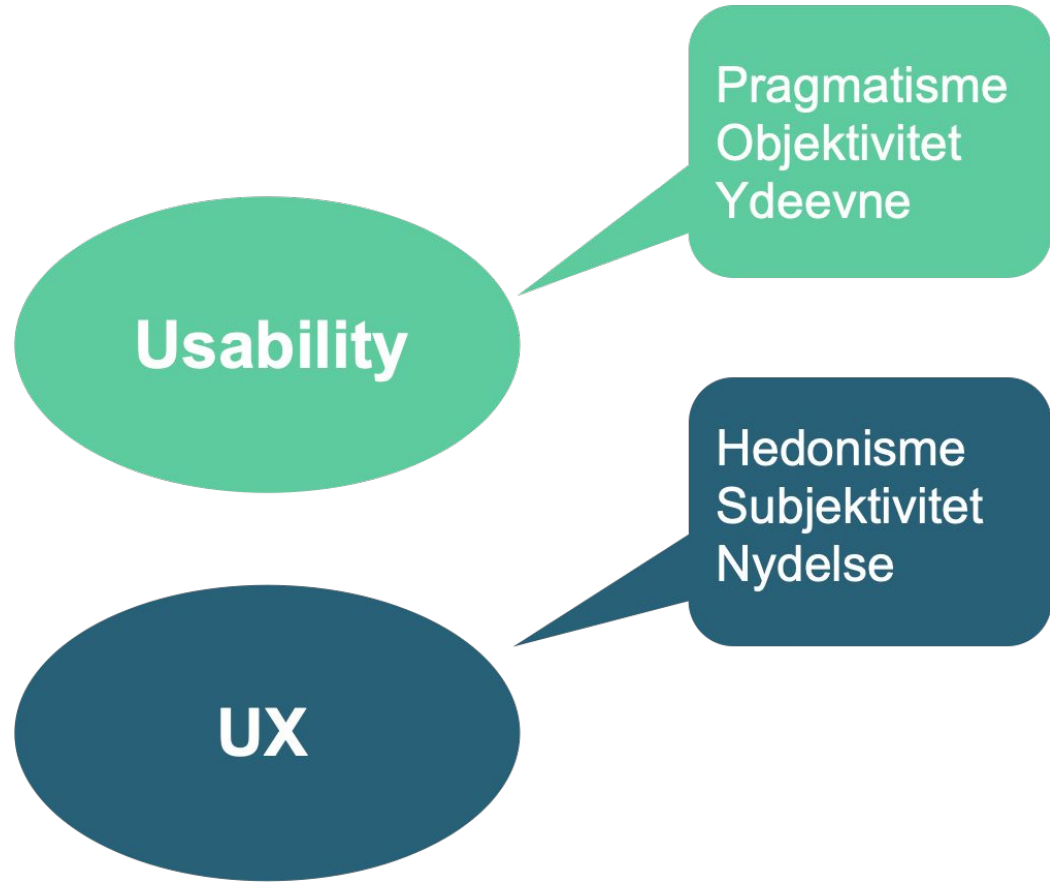 Pragmatisme
Objektivitet
Ydeevne
Usability
Hedonisme
Subjektivitet
Nydelse
UX